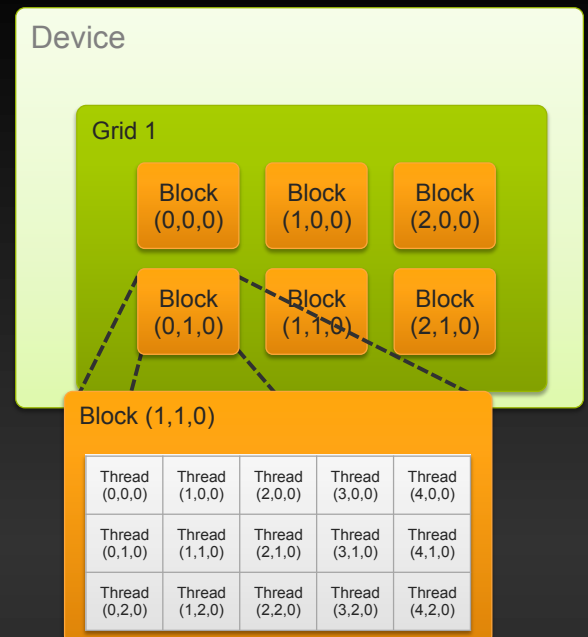 Device
Grid 1
Block
(0,0,0)
Block
(1,0,0)
Block
(2,0,0)
Block
(0,1,0)
Block
(1,1,0)
Block
(2,1,0)
Block (1,1,0)
Thread
(0,0,0)
Thread
(1,0,0)
Thread
(2,0,0)
Thread
(3,0,0)
Thread
(4,0,0)
Thread
(0,1,0)
Thread
(1,1,0)
Thread
(2,1,0)
Thread
(3,1,0)
Thread
(4,1,0)
Thread
(0,2,0)
Thread
(1,2,0)
Thread
(2,2,0)
Thread
(3,2,0)
Thread
(4,2,0)